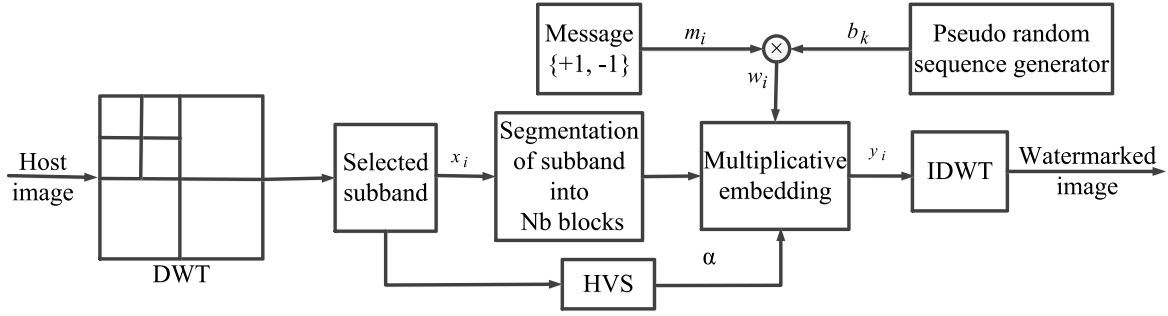 Message
{+1, -1}
m_i
×
b_k
Pseudo random
sequence generator
w_i
Host
image
DWT
Selected
subband
x_i
Segmentation
of subband
into
Nb blocks
Multiplicative
embedding
y_i
IDWT
Watermarked
image
HVS
α